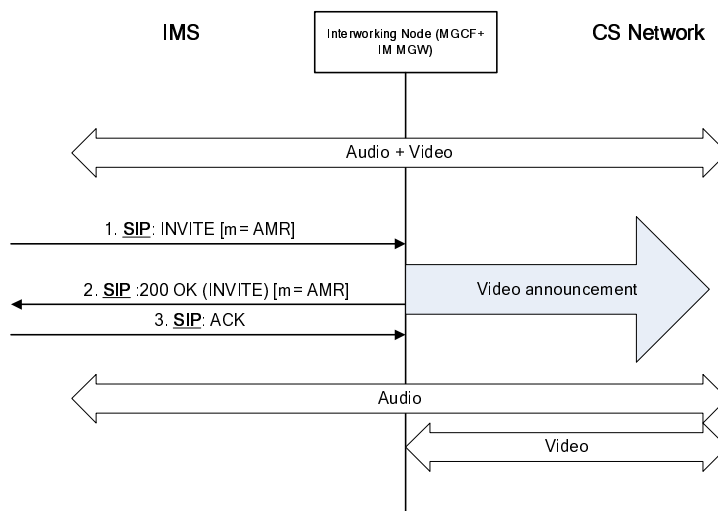 IMS
Interworking Node (MGCF+
IM MGW)
CS Network
Audio + Video
1. SIP: INVITE [m= AMR]
2. SIP :200 OK (INVITE) [m= AMR]
Video announcement
3. SIP: ACK
Audio
Video